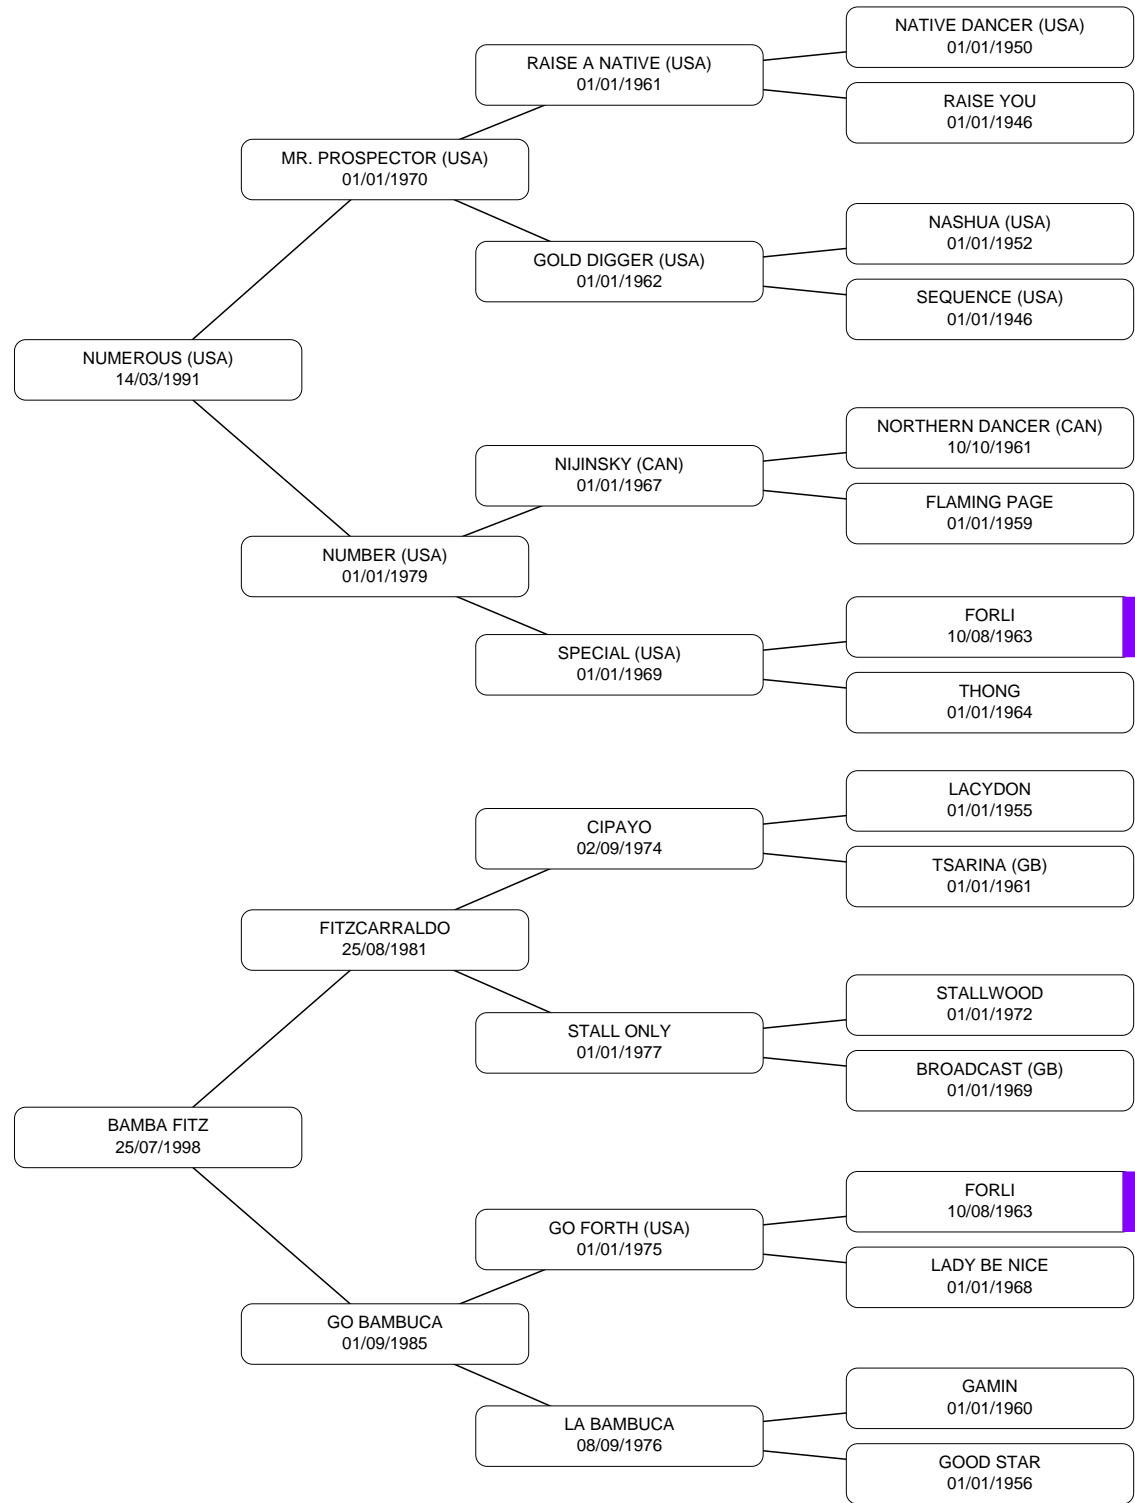 NATIVE DANCER (USA)
01/01/1950
RAISE A NATIVE (USA)
01/01/1961
RAISE YOU
01/01/1946
MR. PROSPECTOR (USA)
01/01/1970
NASHUA (USA)
01/01/1952
GOLD DIGGER (USA)
01/01/1962
SEQUENCE (USA)
01/01/1946
NUMEROUS (USA)
14/03/1991
NORTHERN DANCER (CAN)
10/10/1961
NIJINSKY (CAN)
01/01/1967
FLAMING PAGE
01/01/1959
NUMBER (USA)
01/01/1979
FORLI
10/08/1963
SPECIAL (USA)
01/01/1969
THONG
01/01/1964
LACYDON
01/01/1955
CIPAYO
02/09/1974
TSARINA (GB)
01/01/1961
FITZCARRALDO
25/08/1981
STALLWOOD
01/01/1972
STALL ONLY
01/01/1977
BROADCAST (GB)
01/01/1969
BAMBA FITZ
25/07/1998
FORLI
10/08/1963
GO FORTH (USA)
01/01/1975
LADY BE NICE
01/01/1968
GO BAMBUCA
01/09/1985
GAMIN
01/01/1960
LA BAMBUCA
08/09/1976
GOOD STAR
01/01/1956